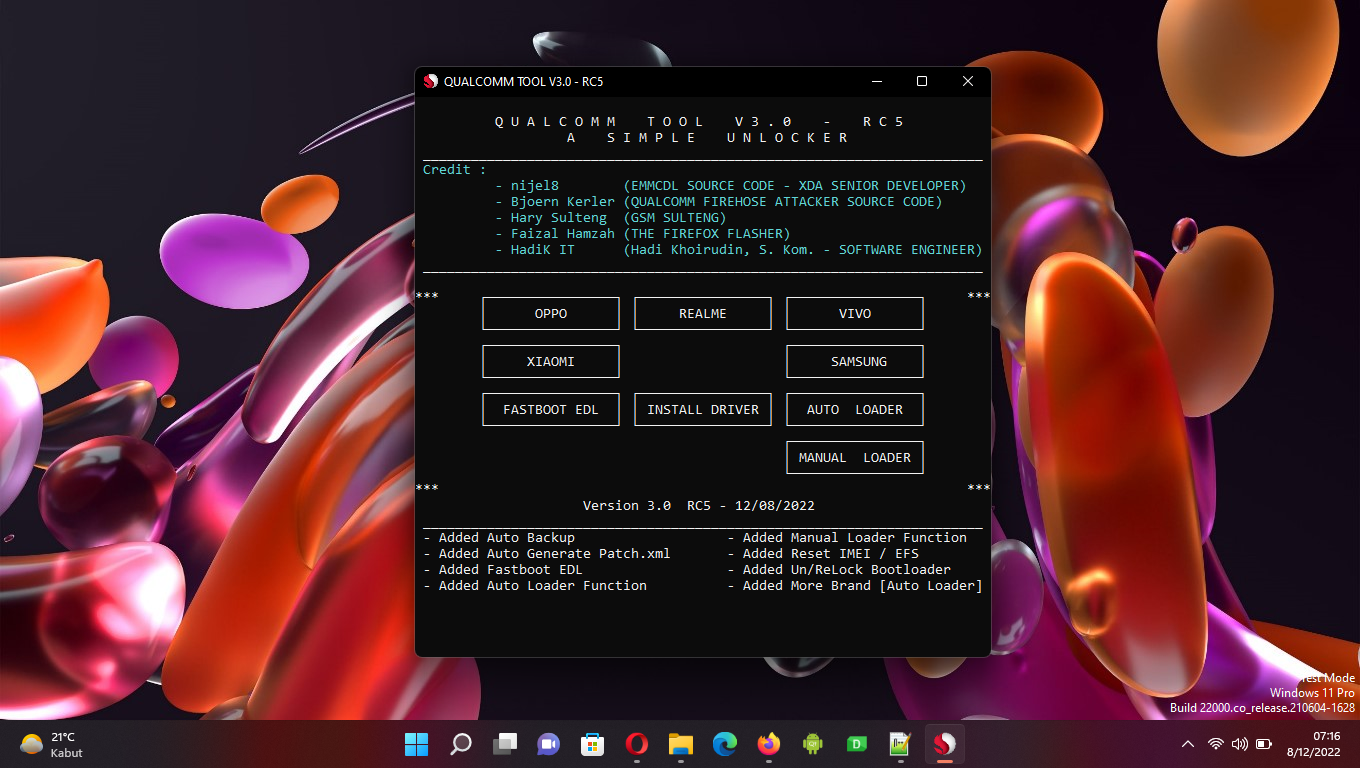 QUALCOMM TOOL V3.0 - RC5
QUALCOMM TOOL V3.0 - RC5
A SIMPLE UNLOCKER
Credit :
- nijel8 (EMMCDL SOURCE CODE - XDA SENIOR DEVELOPER)
- Bjoern Kerler (QUALCOMM FIREHOSE ATTACKER SOURCE CODE)
- Hary Sulteng (GSM SULTENG)
- Faizal Hamzah (THE FIREFOX FLASHER)
- HadiK IT (Hadi Khoirudin, S. Kom. - SOFTWARE ENGINEER)
*** ***
OPPO REALME VIVO
XIAOMI SAMSUNG
FASTBOOT EDL INSTALL DRIVER AUTO LOADER
MANUAL LOADER
*** ***
Version 3.0 RC5 - 12/08/2022
- Added Auto Backup - Added Manual Loader Function
- Added Auto Generate Patch.xml - Added Reset IMEI / EFS
- Added Fastboot EDL - Added Un/ReLock Bootloader
- Added Auto Loader Function - Added More Brand [Auto Loader]
Test Mode
Windows 11 Pro
Build 22000.co_release.210604-1628
21°C
Kabut
07:16
8/12/2022